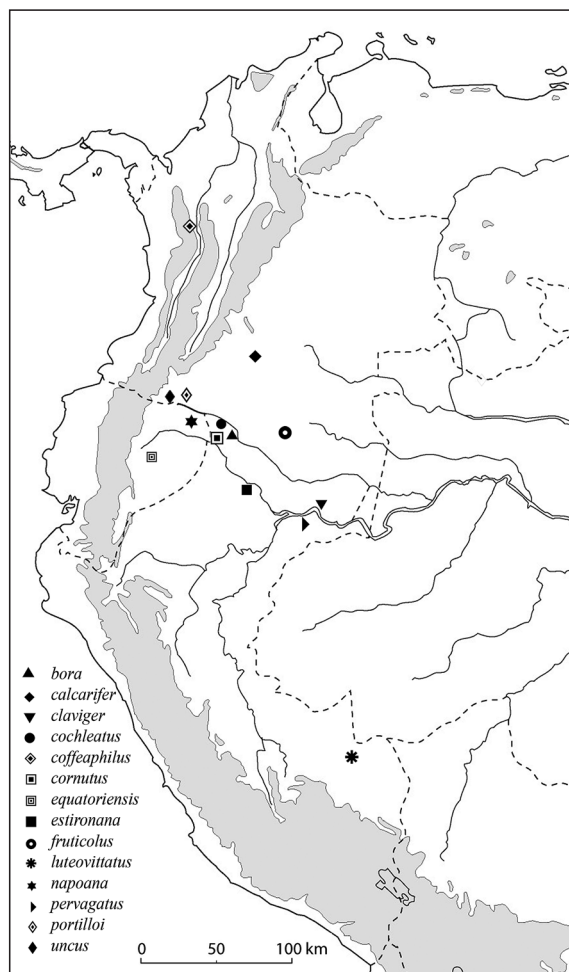 bora
calcarifer
claviger
cochleatus
coffeaphilus
cornutus
equatoriensis
estironana
fruticolus
luteovittatus
napoana
pervagatus
portilloi
uncus
0 50 100 km